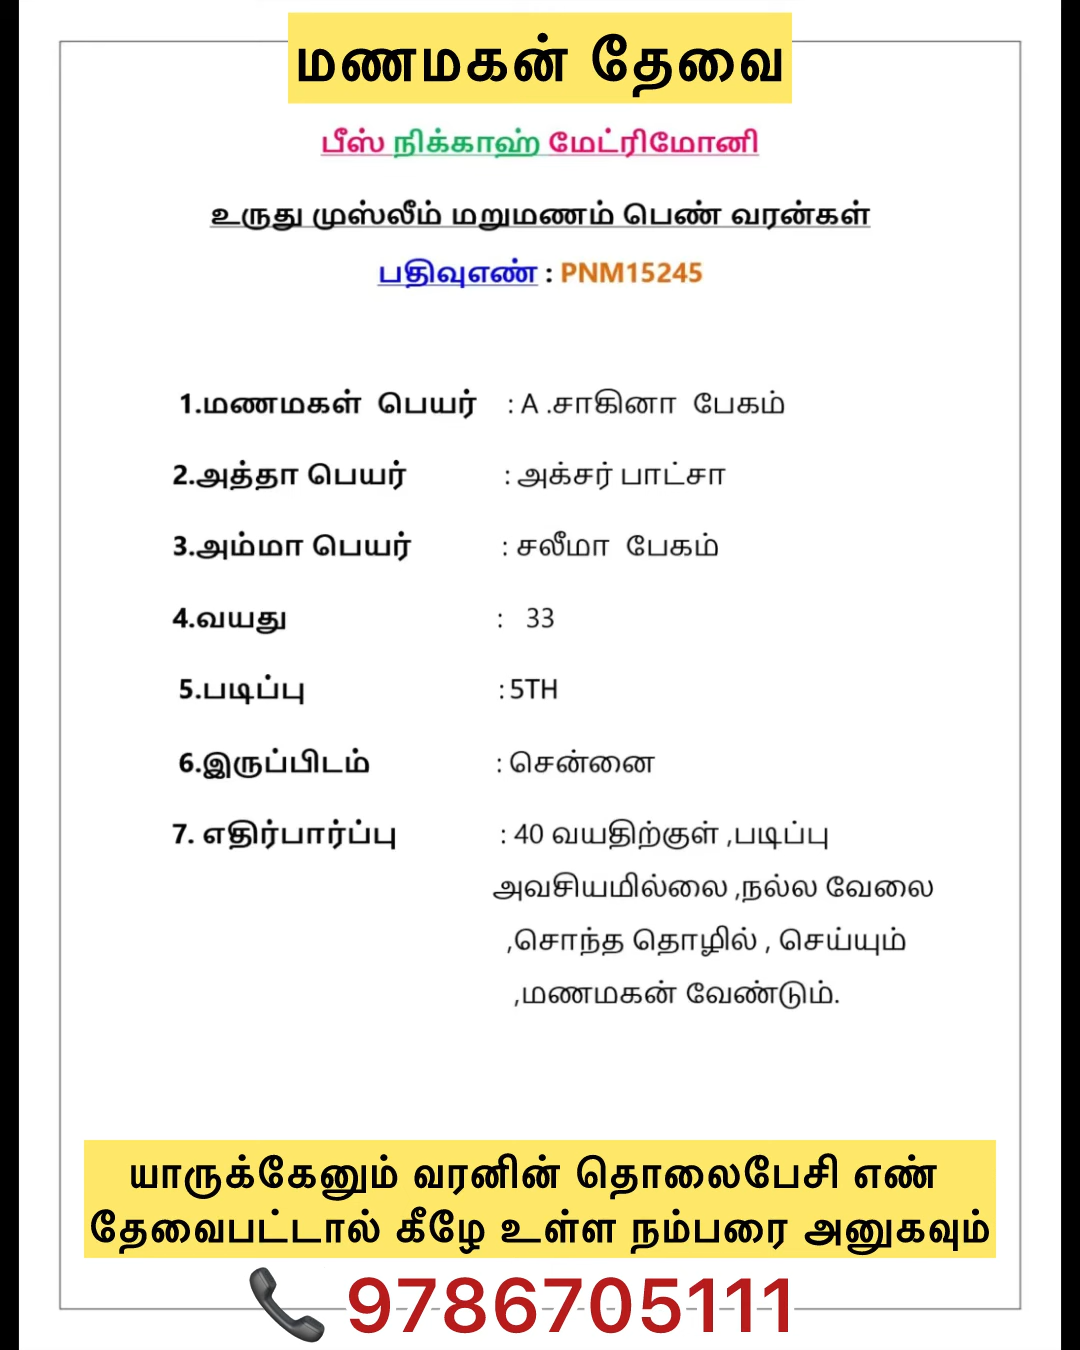 மணமகன் தேவை
பீஸ் நிக்காஹ் மேட்ரிமோனி
உருது முஸ்லீம் மறுமணம் பெண் வரன்கள்
பதிவுஎண் : PNM15245
1.மணமகள் பெயர் : A .சாகினா பேகம்
2.அத்தா பெயர் : அக்சர் பாட்சா
3.அம்மா பெயர் : சலீமா பேகம்
4.வயது : 33
5.படிப்பு : 5TH
6.இருப்பிடம் : சென்னை
7. எதிர்பார்ப்பு : 40 வயதிற்குள் ,படிப்பு
அவசியமில்லை ,நல்ல வேலை
,சொந்த தொழில் , செய்யும்
,மணமகன் வேண்டும்.
யாருக்கேனும் வரனின் தொலைபேசி எண்
தேவைபட்டால் கீழே உள்ள நம்பரை அனுகவும்
9786705111